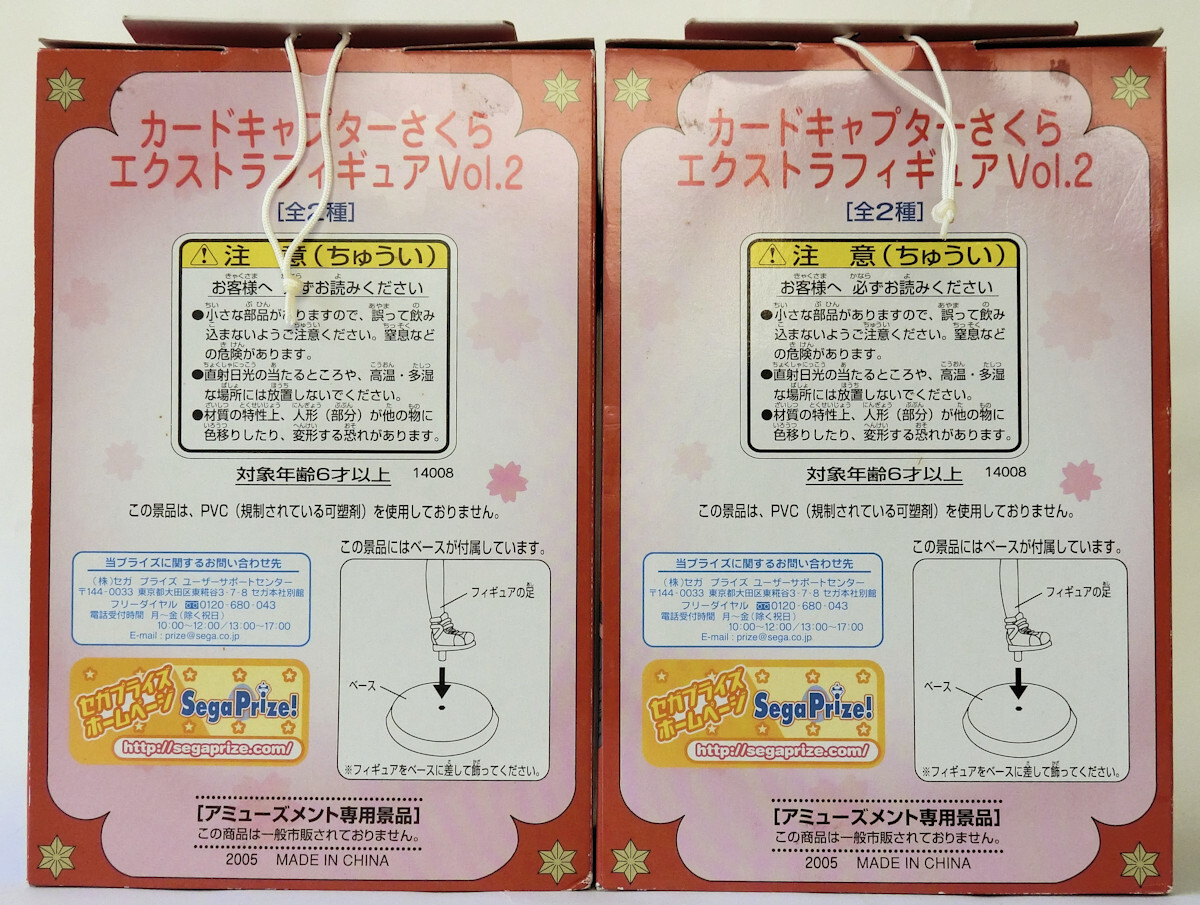 カードキャプターさくら
エクストラフィギュアVol.2
[全2種]
注 意(ちゅうい)
お客様へ 必ずお読みください
●小さな部品がありますので、誤って飲み
込まないようご注意ください。窒息など
の危険があります。
●直射日光の当たるところや、高温・多湿
な場所には放置しないでください。
●材質の特性上、人形(部分)が他の物に
色移りしたり、変形する恐れがあります。
対象年齢6才以上 14008
この景品は、PVC(規制されている可塑剤)を使用しておりません。
当プライズに関するお問い合わせ先
(株)セガ プライズ ユーザーサポートセンター
〒144-0033 東京都大田区東糀谷3-7-8 セガ本社別館
フリーダイヤル 0120-680-043
電話受付時間 月~金(除く祝日)
10:00~12:00/13:00~17:00
E-mail : prize@sega.co.jp
セガプライズ
ホームページ
SegaPrize!
http://segaprize.com/
この景品にはベースが付属しています。
フィギュアの足
ベース
※フィギュアをベースに差して飾ってください。
[アミューズメント専用景品]
この商品は一般市販されておりません。
2005 MADE IN CHINA
カードキャプターさくら
エクストラフィギュアVol.2
[全2種]
注 意(ちゅうい)
お客様へ 必ずお読みください
●小さな部品がありますので、誤って飲み
込まないようご注意ください。窒息など
の危険があります。
●直射日光の当たるところや、高温・多湿
な場所には放置しないでください。
●材質の特性上、人形(部分)が他の物に
色移りしたり、変形する恐れがあります。
対象年齢6才以上 14008
この景品は、PVC(規制されている可塑剤)を使用しておりません。
当プライズに関するお問い合わせ先
(株)セガ プライズ ユーザーサポートセンター
〒144-0033 東京都大田区東糀谷3-7-8 セガ本社別館
フリーダイヤル 0120-680-043
電話受付時間 月~金(除く祝日)
10:00~12:00/13:00~17:00
E-mail : prize@sega.co.jp
セガプライズ
ホームページ
SegaPrize!
http://segaprize.com/
この景品にはベースが付属しています。
フィギュアの足
ベース
※フィギュアをベースに差して飾ってください。
[アミューズメント専用景品]
この商品は一般市販されておりません。
2005 MADE IN CHINA